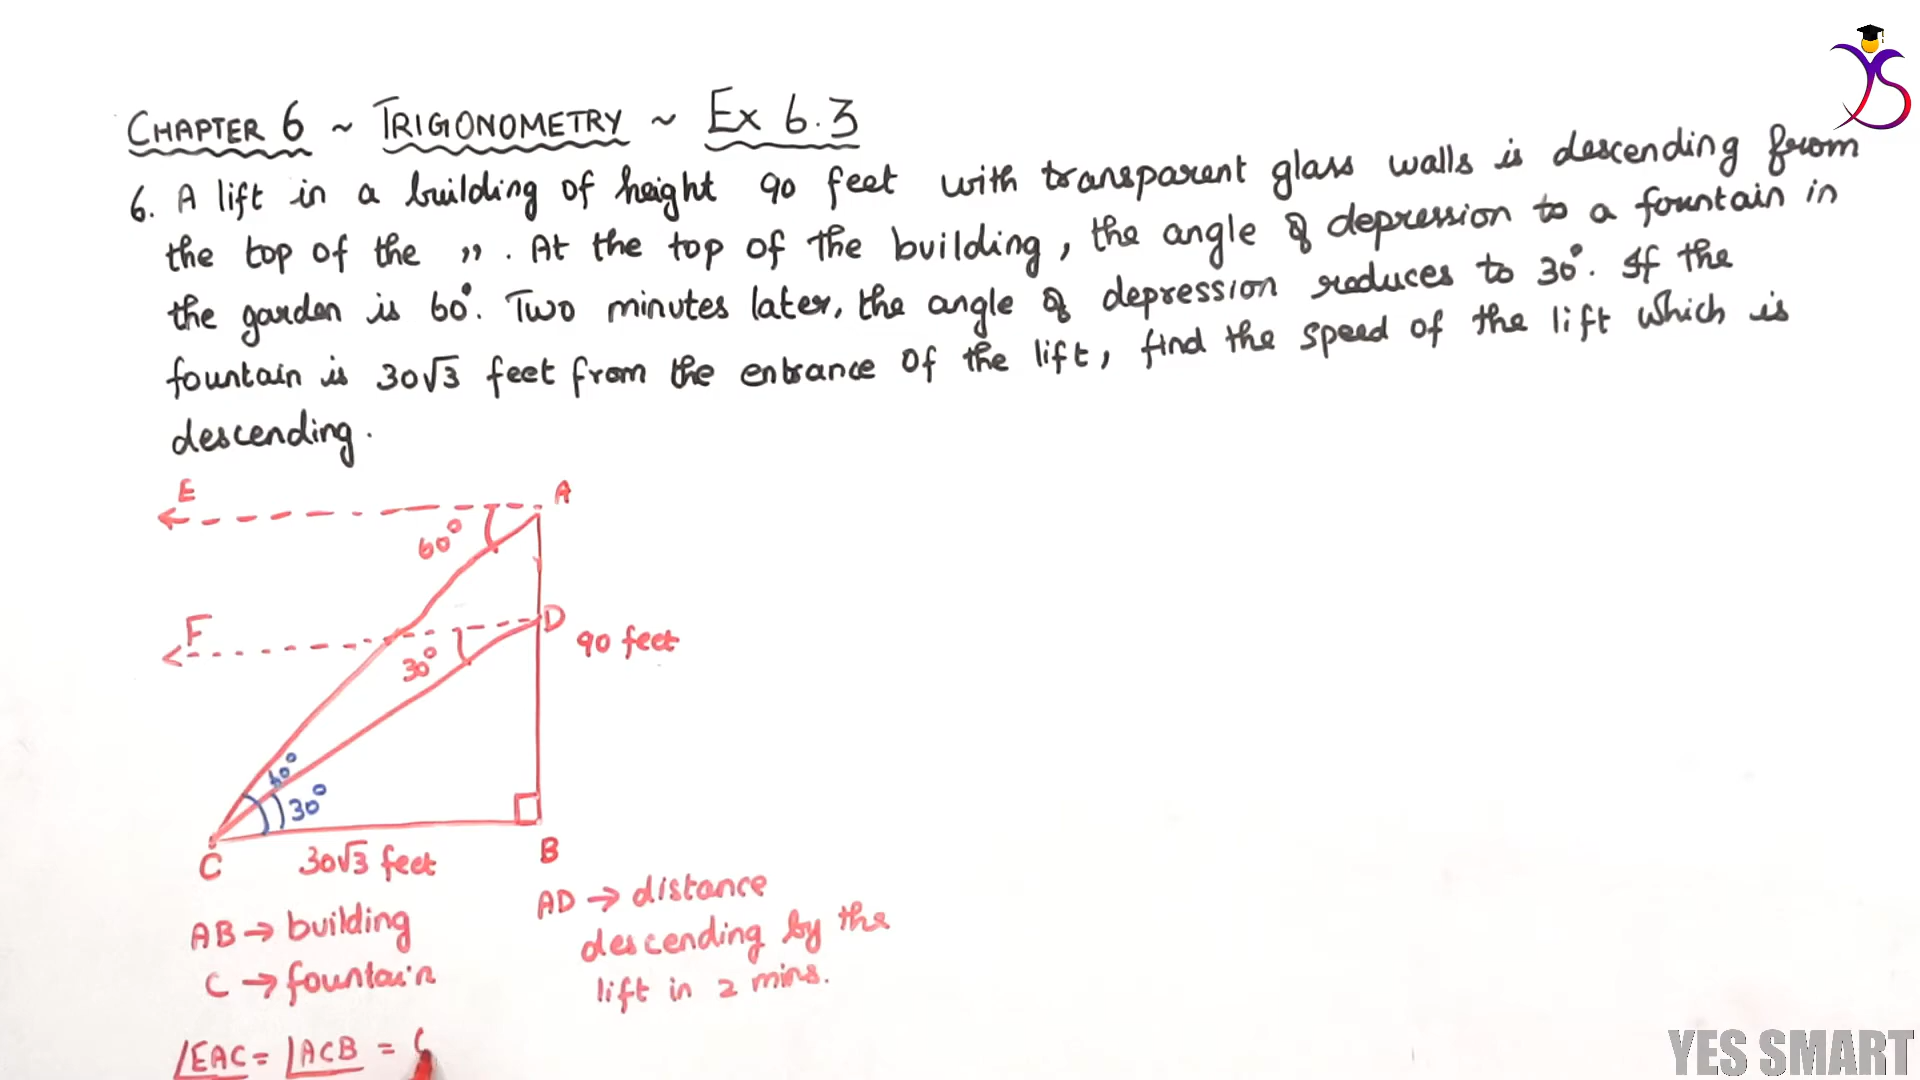 CHAPTER 6 ~ TRIGONOMETRY ~ Ex 6.3
6. A lift in a building of height 90 feet with transparent glass walls is descending from
the top of the ,, . At the top of the building, the angle of depression to a fountain in
the garden is 60°. Two minutes later, the angle of depression reduces to 30°. If the
fountain is 30√3 feet from the entrance of the lift, find the speed of the lift which is
descending.
E
A
60°
F
D
30°
90 feet
60°
30°
C
30√3 feet
B
AB → building
C → fountain
AD → distance
descending by the
lift in 2 mins.
∠EAC = ∠ACB =
YES SMART
YS